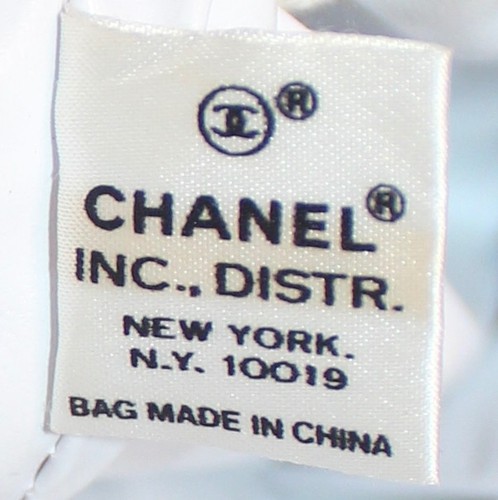 ®
CHANEL®
INC., DISTR.
NEW YORK.
N.Y. 10019
BAG MADE IN CHINA